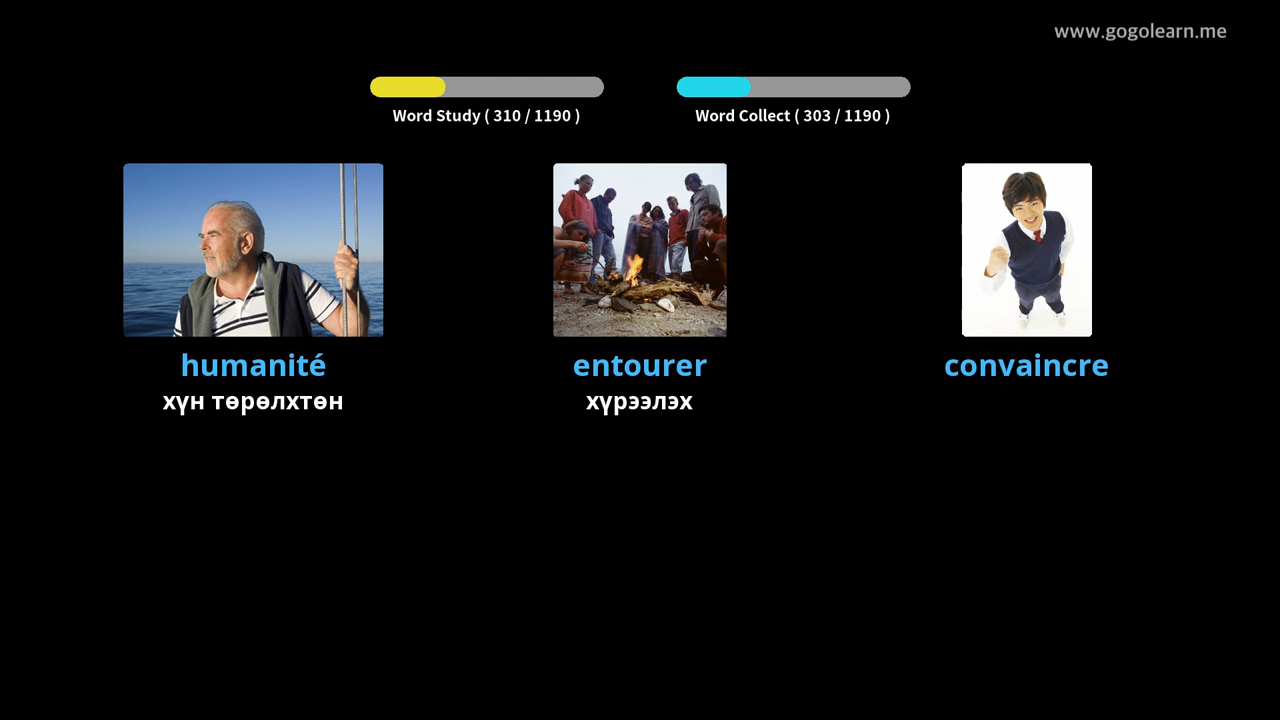 www.gogolearn.me
Word Study ( 310 / 1190 )
Word Collect ( 303 / 1190 )
humanité
хүн төрөлхтөн
entourer
хүрээлэх
convaincre